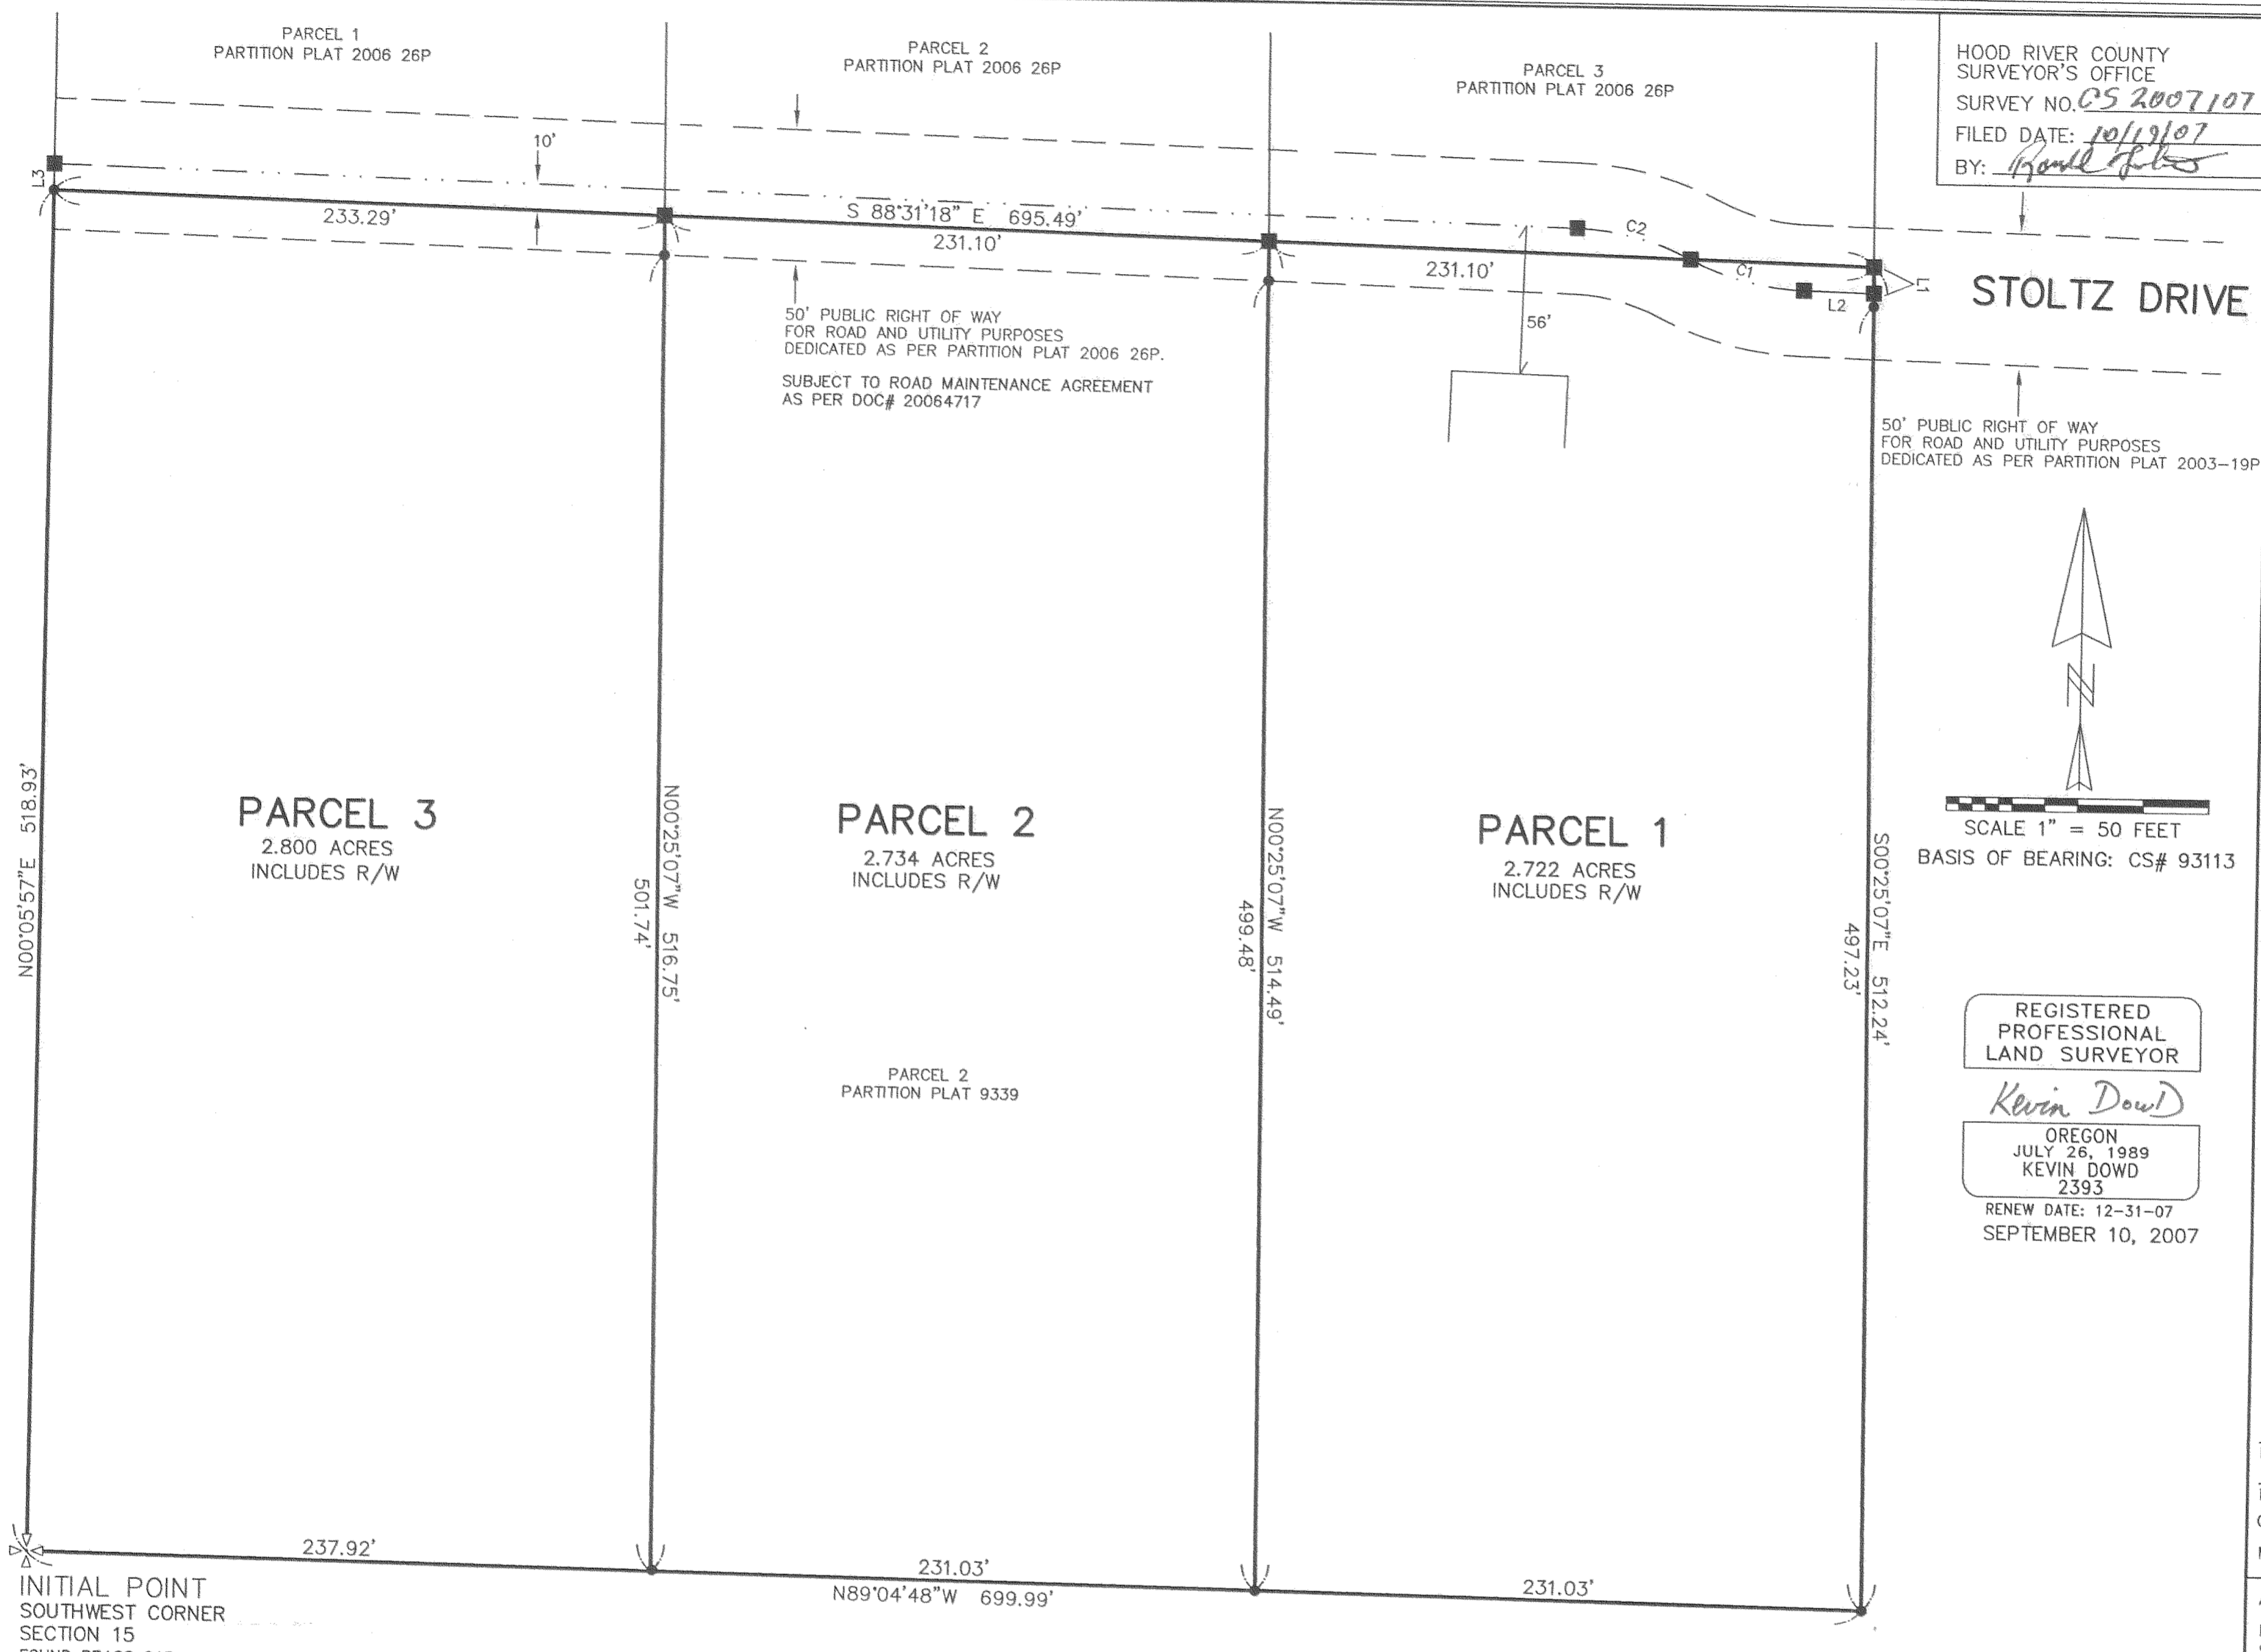 PARCEL 1
PARTITION PLAT 2006 26P
PARCEL 2
PARTITION PLAT 2006 26P
PARCEL 3
PARTITION PLAT 2006 26P
HOOD RIVER COUNTY
SURVEYOR'S OFFICE
SURVEY NO. CS 2007107
FILED DATE: 10/19/07
BY:
10'
L3
233.29'
S 88°31'18" E 695.49'
231.10'
231.10'
C2
C1
L2
L1
56'
STOLTZ DRIVE
50' PUBLIC RIGHT OF WAY
FOR ROAD AND UTILITY PURPOSES
DEDICATED AS PER PARTITION PLAT 2006 26P.
SUBJECT TO ROAD MAINTENANCE AGREEMENT
AS PER DOC# 20064717
50' PUBLIC RIGHT OF WAY
FOR ROAD AND UTILITY PURPOSES
DEDICATED AS PER PARTITION PLAT 2003-19P
N00°05'57"E 518.93'
PARCEL 3
2.800 ACRES
INCLUDES R/W
N00°25'07"W 516.75'
501.74'
PARCEL 2
2.734 ACRES
INCLUDES R/W
PARCEL 2
PARTITION PLAT 9339
N00°25'07"W 514.49'
499.48'
PARCEL 1
2.722 ACRES
INCLUDES R/W
S00°25'07"E 512.24'
497.23'
N
SCALE 1" = 50 FEET
BASIS OF BEARING: CS# 93113
REGISTERED
PROFESSIONAL
LAND SURVEYOR
Kevin DowD
OREGON
JULY 26, 1989
KEVIN DOWD
2393
RENEW DATE: 12-31-07
SEPTEMBER 10, 2007
237.92'
231.03'
N89°04'48"W 699.99'
231.03'
INITIAL POINT
SOUTHWEST CORNER
SECTION 15